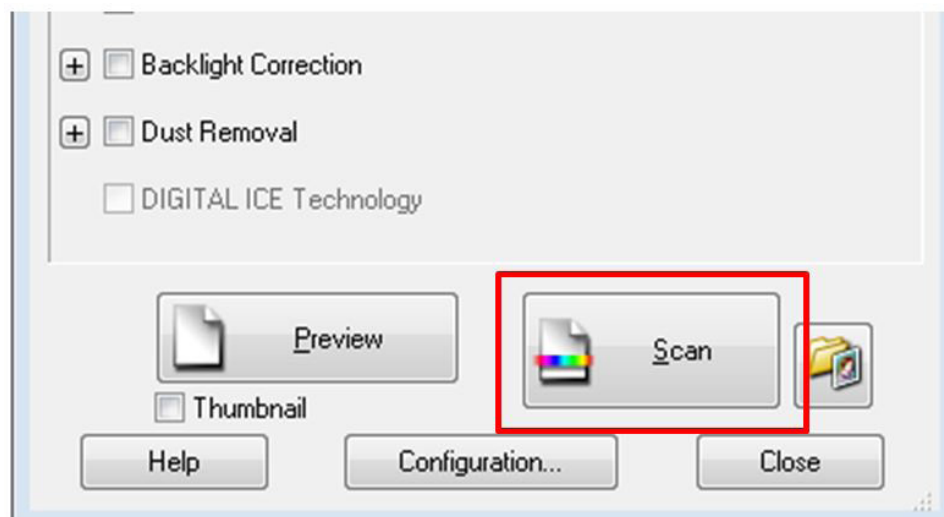 Backlight Correction
Dust Removal
DIGITAL ICE Technology
Preview
Scan
Thumbnail
Help
Configuration...
Close